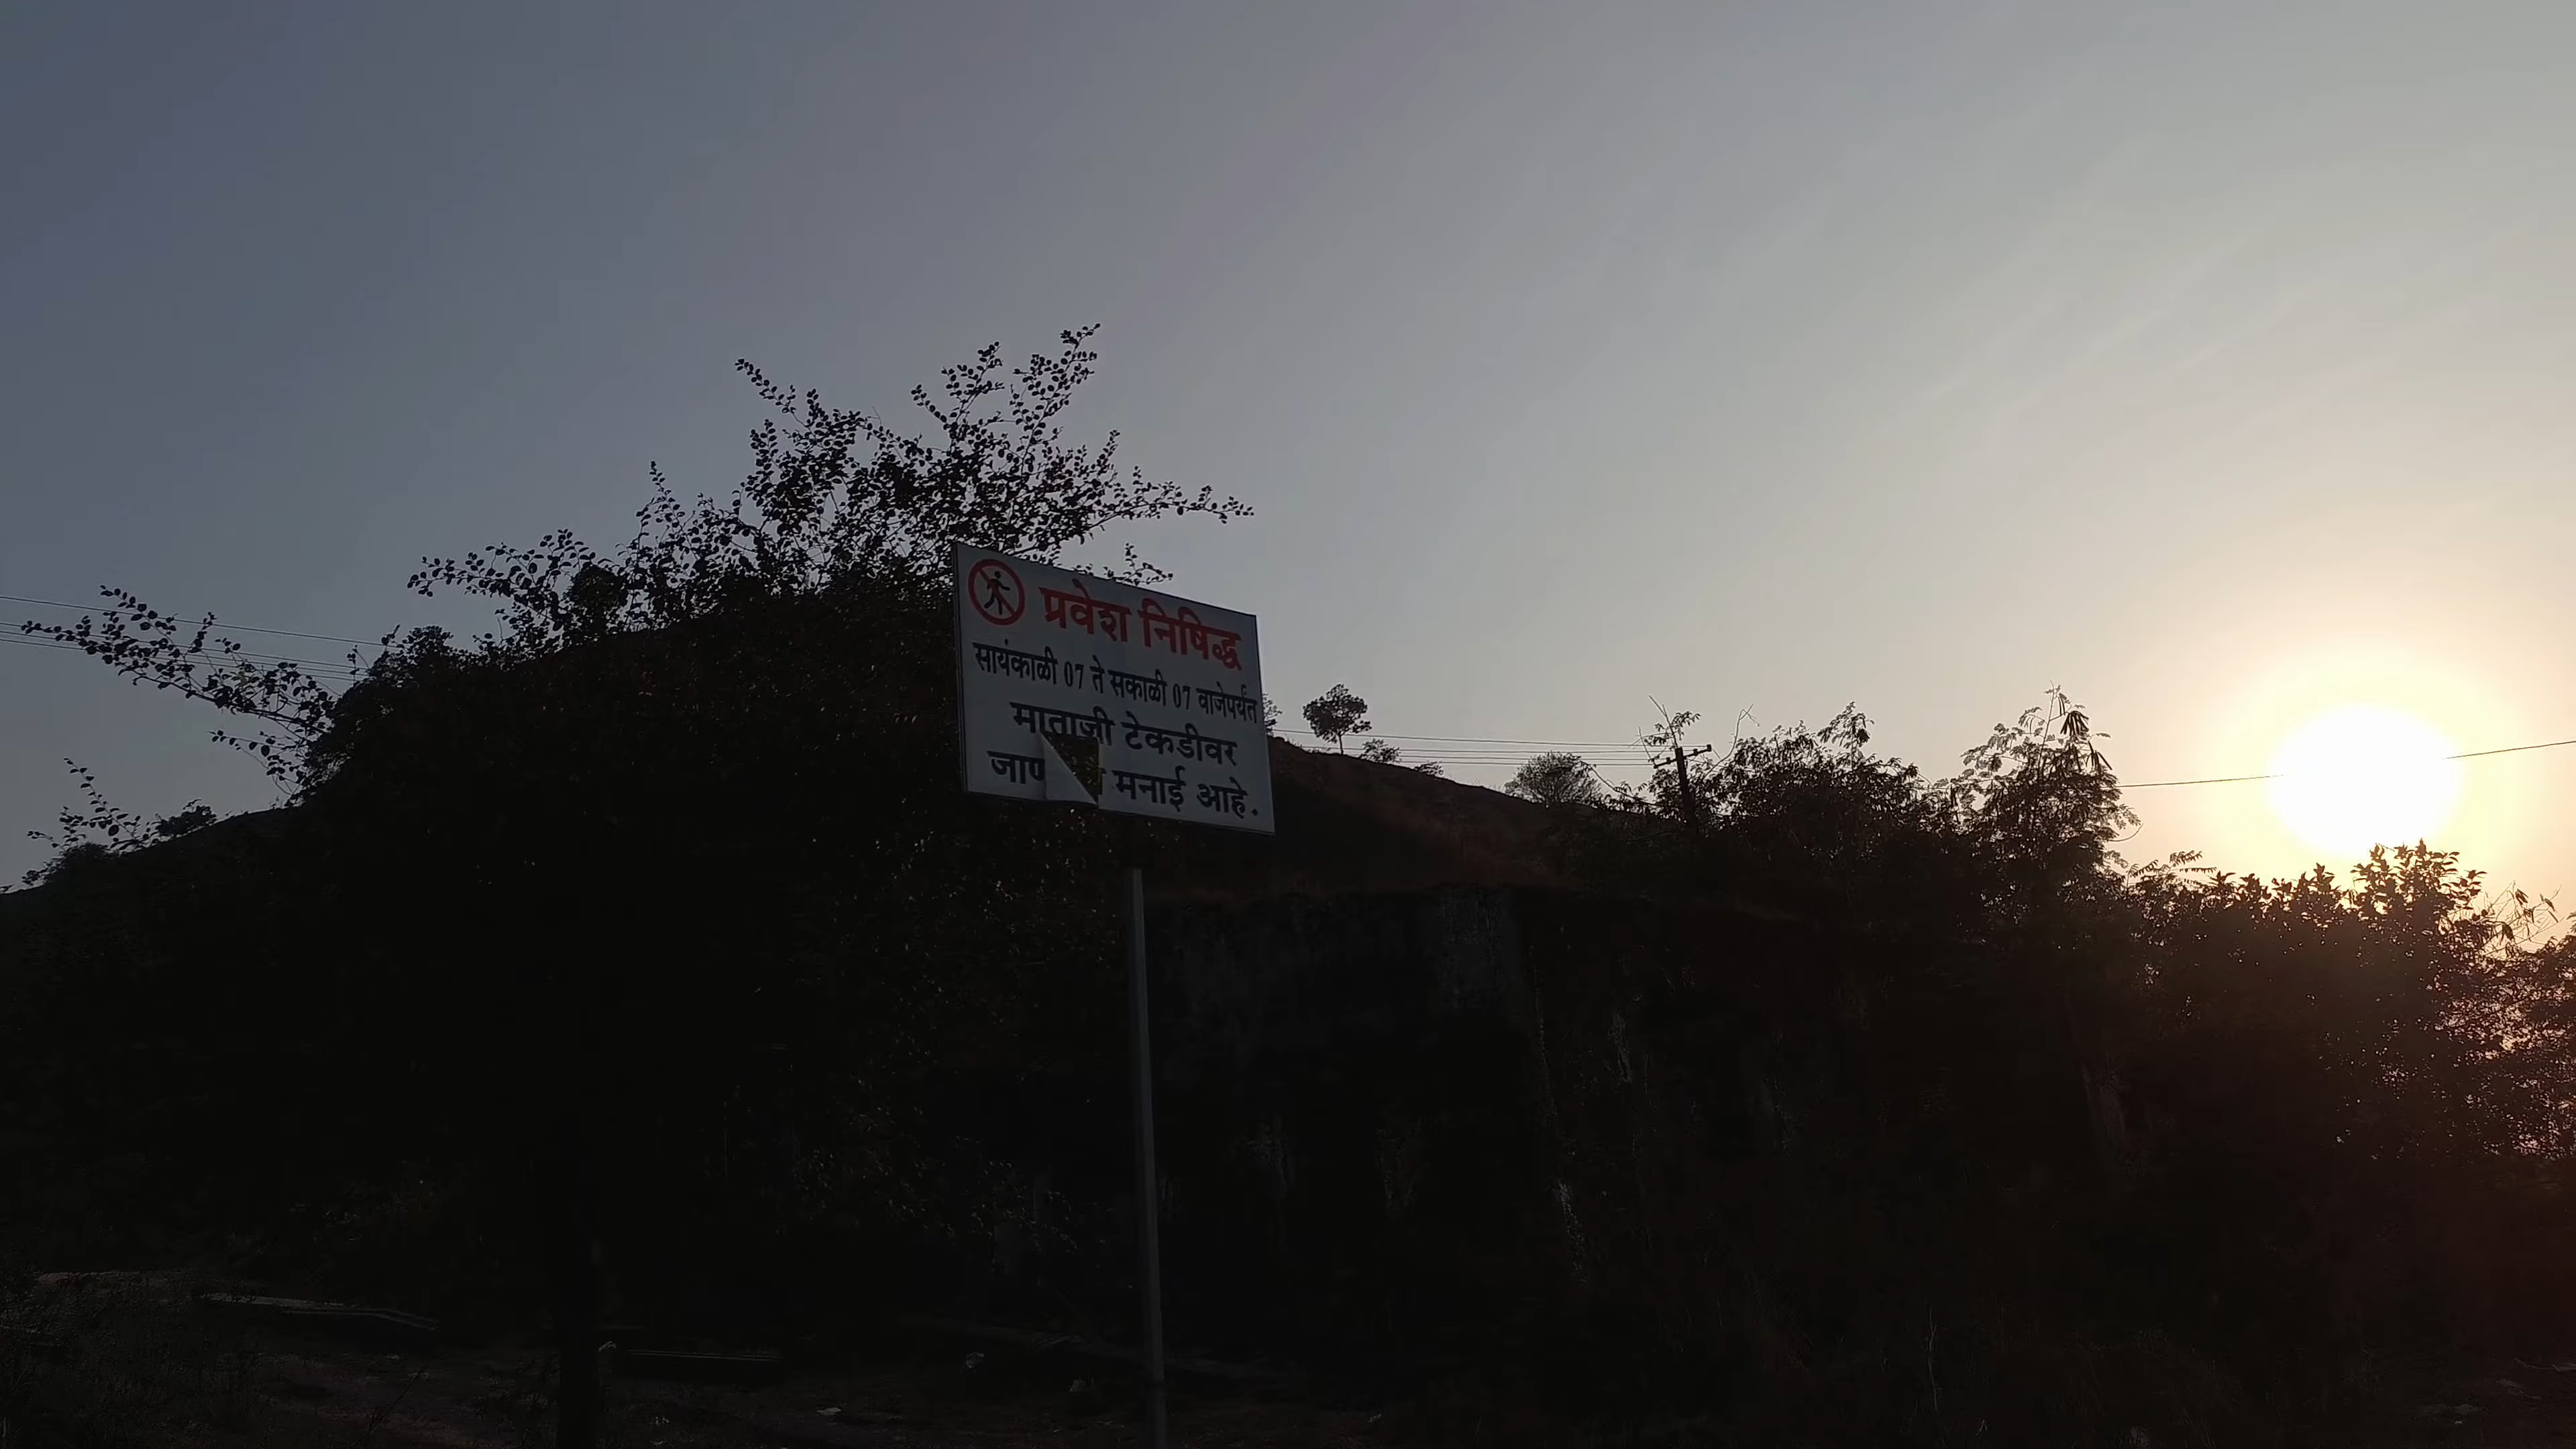 प्रवेश निषिद्ध
सायंकाळी 07 ते सकाळी 07 वाजेपर्यंत
माताजी टेकडीवर
मनाई आहे.